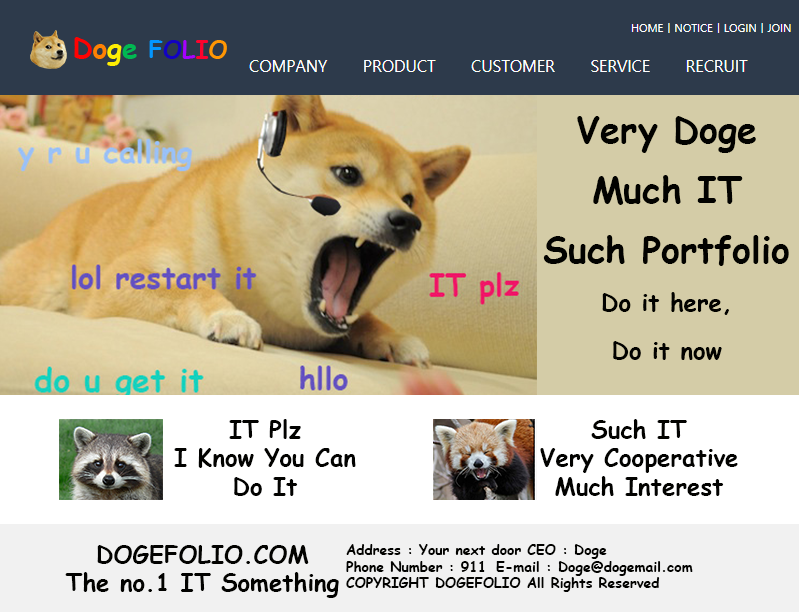 HOME | NOTICE | LOGIN | JOIN
Doge FOLIO
COMPANY PRODUCT CUSTOMER SERVICE RECRUIT
y r u calling
lol restart it
IT plz
do u get it
hllo
Very Doge
Much IT
Such Portfolio
Do it here,
Do it now
IT Plz
I Know You Can
Do It
Such IT
Very Cooperative
Much Interest
DOGEFOLIO.COM
The no.1 IT Something
Address : Your next door CEO : Doge
Phone Number : 911 E-mail : Doge@dogemail.com
COPYRIGHT DOGEFOLIO All Rights Reserved